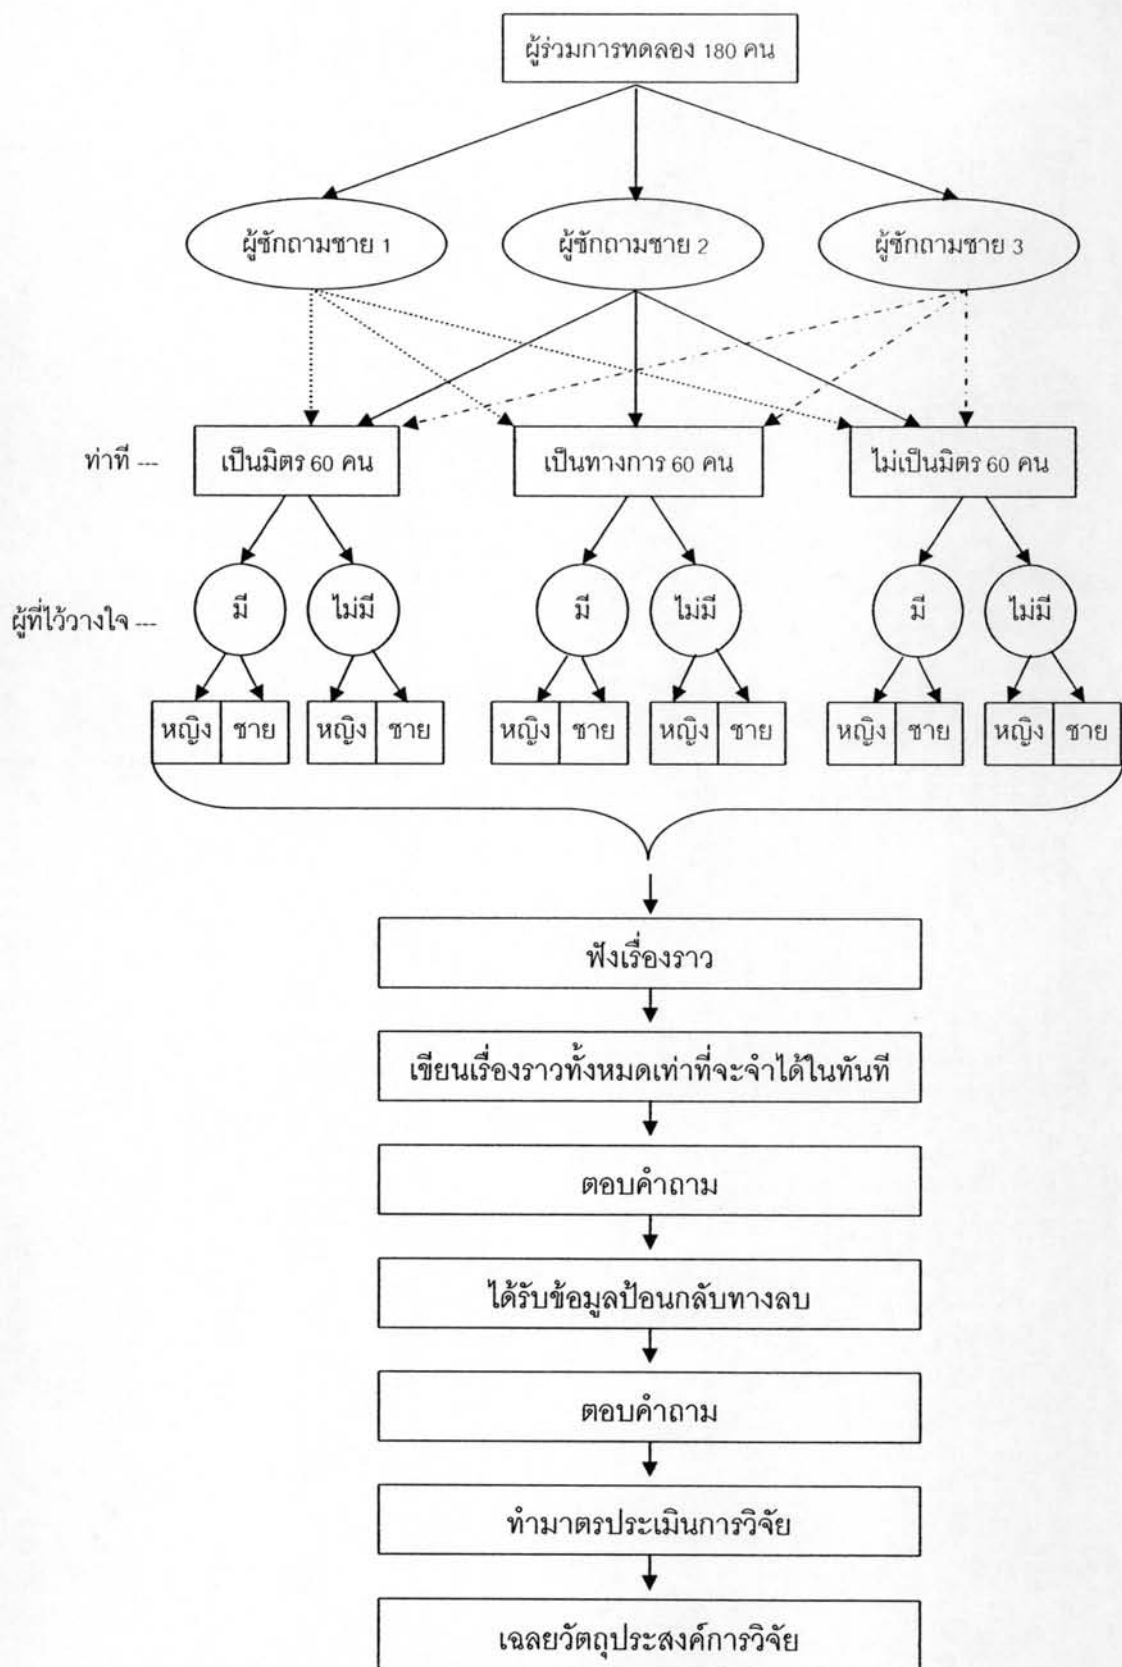 ผู้ร่วมการทดลอง 180 คน
ผู้ซักถามชาย 1 ผู้ซักถามชาย 2 ผู้ซักถามชาย 3
ท่าที --- เป็นมิตร 60 คน เป็นทางการ 60 คน ไม่เป็นมิตร 60 คน
ผู้ที่ไว้วางใจ --- มี ไม่มี มี ไม่มี มี ไม่มี
หญิง ชาย หญิง ชาย หญิง ชาย หญิง ชาย หญิง ชาย หญิง ชาย
ฟังเรื่องราว
เขียนเรื่องราวทั้งหมดเท่าที่จะจำได้ในทันที
ตอบคำถาม
ได้รับข้อมูลป้อนกลับทางลบ
ตอบคำถาม
ทำมาตรประเมินการวิจัย
เฉลยวัตถุประสงค์การวิจัย